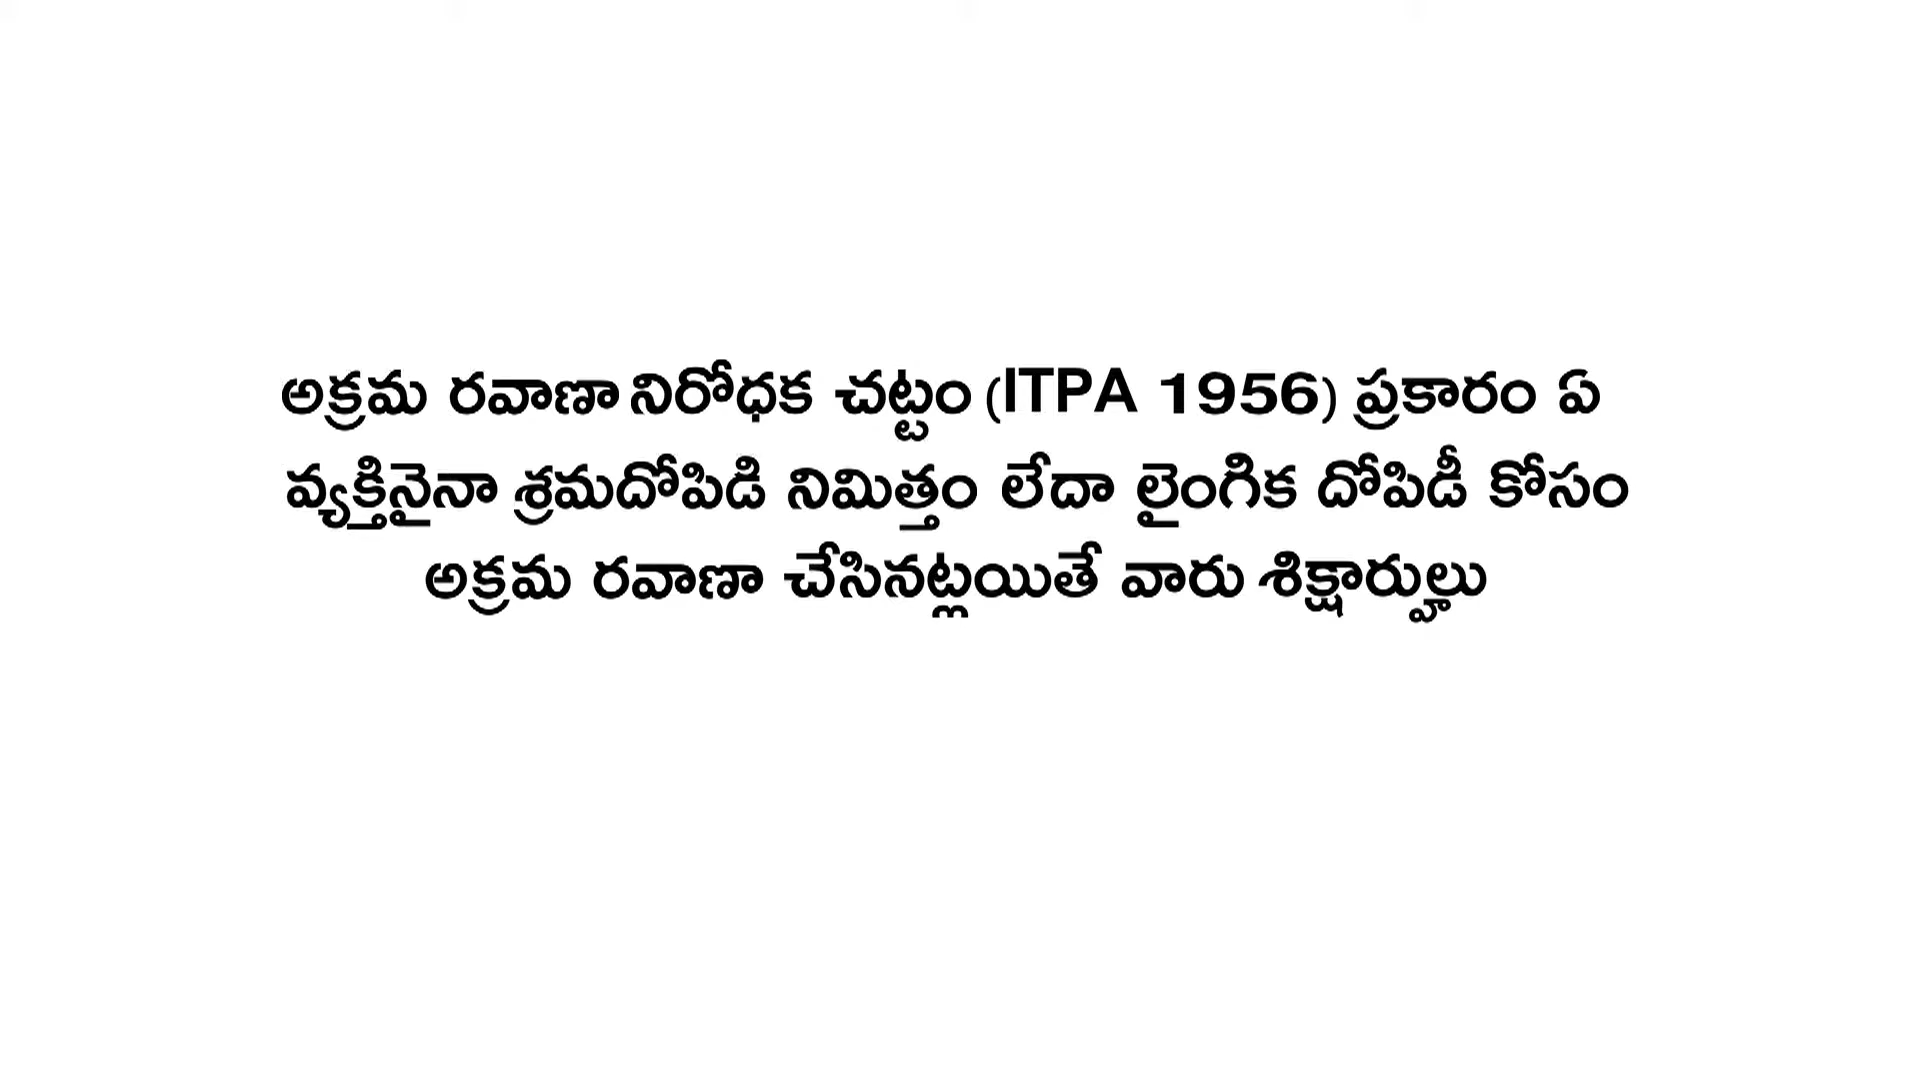 అక్రమ రవాణా నిరోధక చట్టం (ITPA 1956) ప్రకారం ఏ
వ్యక్తినైనా శ్రమదోపిడి నిమిత్తం లేదా లైంగిక దోపిడీ కోసం
అక్రమ రవాణా చేసినట్లయితే వారు శిక్షార్హులు